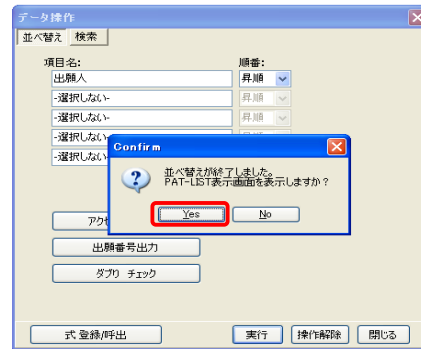 データ操作
並べ替え 検索
項目名: 順番:
出願人 昇順
-選択しない- 昇順
-選択しない- 昇順
-選択しない-
-選択しない-
Confirm
並べ替えが終了しました。
PAT-LIST表示画面を表示しますか？
Yes No
アクセ
出願番号出力
ダブり チェック
式 登録/呼出 実行 操作解除 閉じる